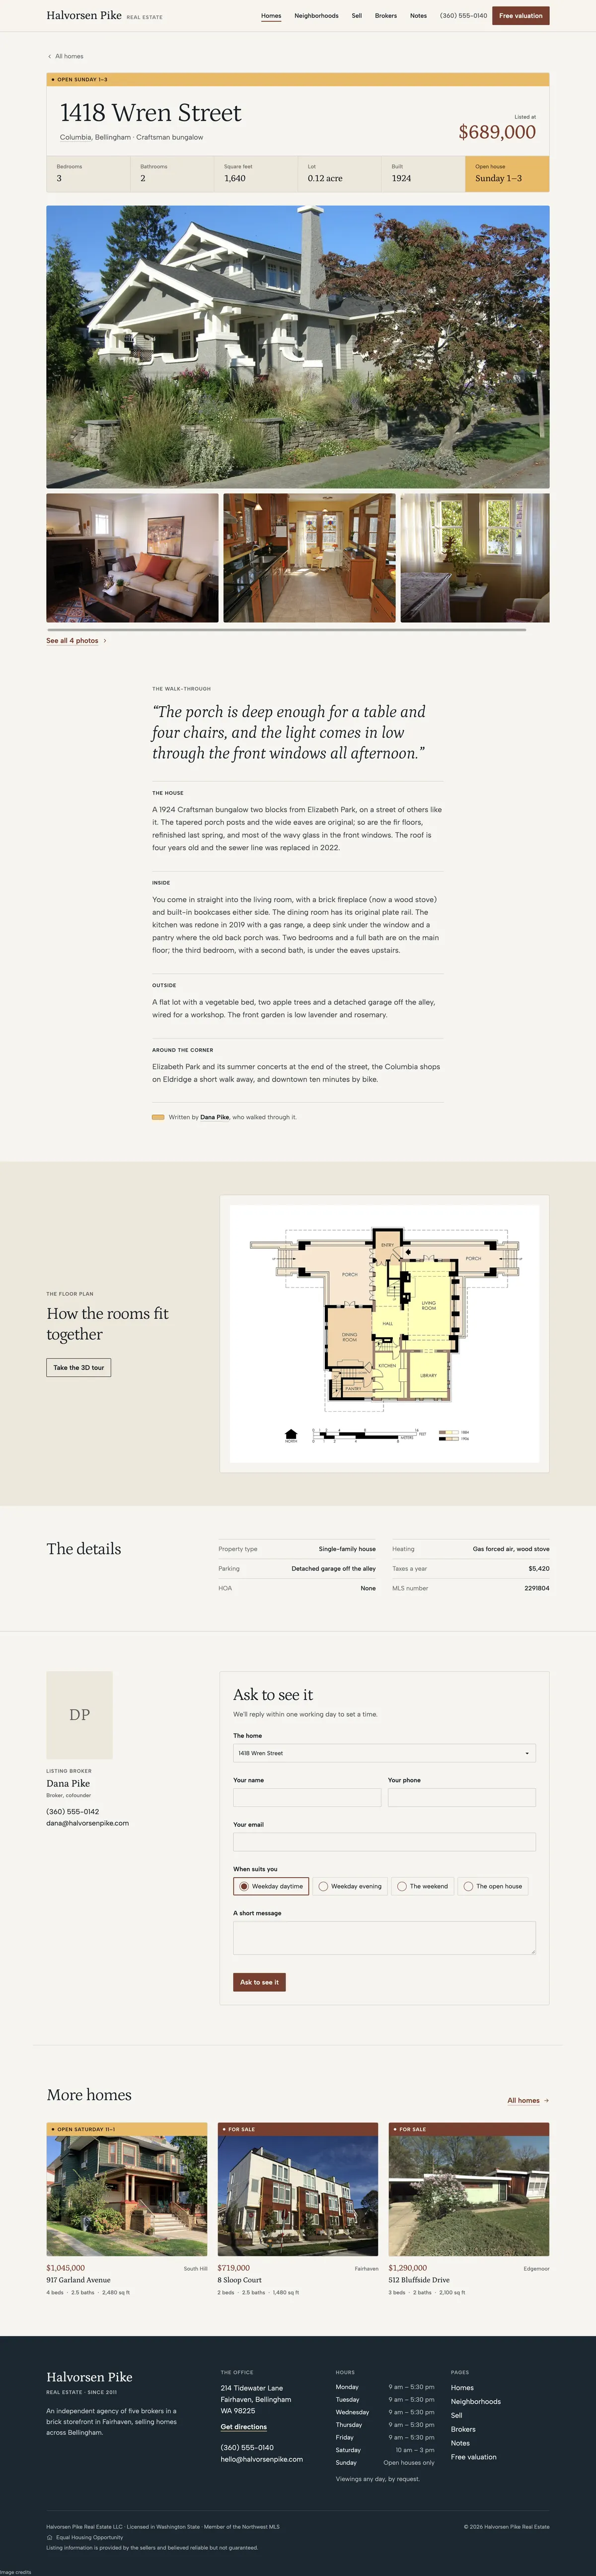 Halvorsen Pike REAL ESTATE
Homes Neighborhoods Sell Brokers Notes (360) 555-0140 Free valuation
All homes
OPEN SUNDAY 1–3
1418 Wren Street
Columbia, Bellingham · Craftsman bungalow
Listed at
$689,000
Bedrooms
3
Bathrooms
2
Square feet
1,640
Lot
0.12 acre
Built
1924
Open house
Sunday 1–3
See all 4 photos
THE WALK-THROUGH
“The porch is deep enough for a table and
four chairs, and the light comes in low
through the front windows all afternoon.”
THE HOUSE
A 1924 Craftsman bungalow two blocks from Elizabeth Park, on a street of others like
it. The tapered porch posts and the wide eaves are original; so are the fir floors,
refinished last spring, and most of the wavy glass in the front windows. The roof is
four years old and the sewer line was replaced in 2022.
INSIDE
You come in straight into the living room, with a brick fireplace (now a wood stove)
and built-in bookcases either side. The dining room has its original plate rail. The
kitchen was redone in 2019 with a gas range, a deep sink under the window and a
pantry where the old back porch was. Two bedrooms and a full bath are on the main
floor; the third bedroom, with a second bath, is under the eaves upstairs.
OUTSIDE
A flat lot with a vegetable bed, two apple trees and a detached garage off the alley,
wired for a workshop. The front garden is low lavender and rosemary.
AROUND THE CORNER
Elizabeth Park and its summer concerts at the end of the street, the Columbia shops
on Eldridge a short walk away, and downtown ten minutes by bike.
Written by Dana Pike, who walked through it.
THE FLOOR PLAN
How the rooms fit
together
Take the 3D tour
ENTRY
PORCH
PORCH
LIVING
ROOM
HALL
DINING
ROOM
KITCHEN
LIBRARY
PANTRY
NORTH
FEET
METERS
The details
Property type Single-family house
Parking Detached garage off the alley
HOA None
Heating Gas forced air, wood stove
Taxes a year $5,420
MLS number 2291804
DP
LISTING BROKER
Dana Pike
Broker, cofounder
(360) 555-0142
dana@halvorsenpike.com
Ask to see it
We’ll reply within one working day to set a time.
The home
1418 Wren Street
Your name
Your phone
Your email
When suits you
Weekday daytime
Weekday evening
The weekend
The open house
A short message
Ask to see it
More homes
All homes
OPEN SATURDAY 11–1
$1,045,000 South Hill
917 Garland Avenue
4 beds · 2.5 baths · 2,480 sq ft
FOR SALE
$719,000 Fairhaven
8 Sloop Court
2 beds · 2.5 baths · 1,480 sq ft
FOR SALE
$1,290,000 Edgemoor
512 Bluffside Drive
3 beds · 2 baths · 2,100 sq ft
Halvorsen Pike
REAL ESTATE · SINCE 2011
An independent agency of five brokers in a
brick storefront in Fairhaven, selling homes
across Bellingham.
THE OFFICE
214 Tidewater Lane
Fairhaven, Bellingham
WA 98225
Get directions
(360) 555-0140
hello@halvorsenpike.com
HOURS
Monday 9 am – 5:30 pm
Tuesday 9 am – 5:30 pm
Wednesday 9 am – 5:30 pm
Thursday 9 am – 5:30 pm
Friday 9 am – 5:30 pm
Saturday 10 am – 3 pm
Sunday Open houses only
Viewings any day, by request.
PAGES
Homes
Neighborhoods
Sell
Brokers
Notes
Free valuation
Halvorsen Pike Real Estate LLC · Licensed in Washington State · Member of the Northwest MLS
Equal Housing Opportunity
Listing information is provided by the sellers and believed reliable but not guaranteed.
© 2026 Halvorsen Pike Real Estate
Image credits